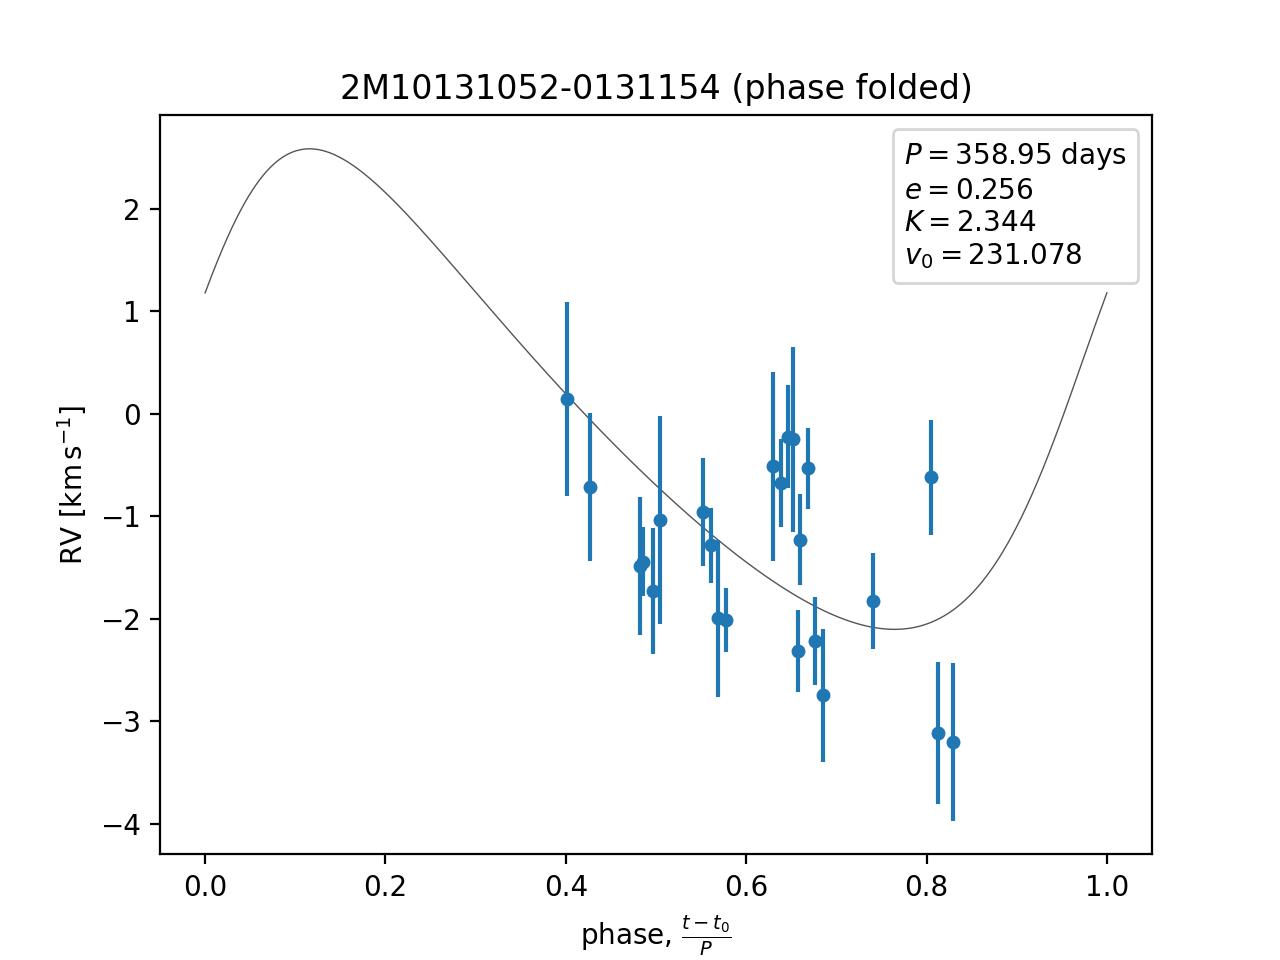 2M10131052-0131154 (phase folded)
P = 358.95 days
e = 0.256
K = 2.344
v₀ = 231.078
RV [km s⁻¹]
2
1
0
−1
−2
−3
−4
0.0 0.2 0.4 0.6 0.8 1.0
phase, (t − t₀)/P